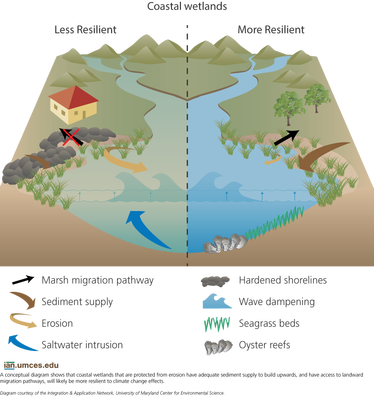 Coastal wetlands
Less Resilient
More Resilient
Marsh migration pathway
Hardened shorelines
Sediment supply
Wave dampening
Erosion
Seagrass beds
Saltwater intrusion
Oyster reefs
ian.umces.edu
A conceptual diagram shows that coastal wetlands that are protected from erosion have adequate sediment supply to build upwards, and have access to landward
migration pathways, will likely be more resilient to climate change effects.
Diagram courtesy of the Integration & Application Network, University of Maryland Center for Environmental Science